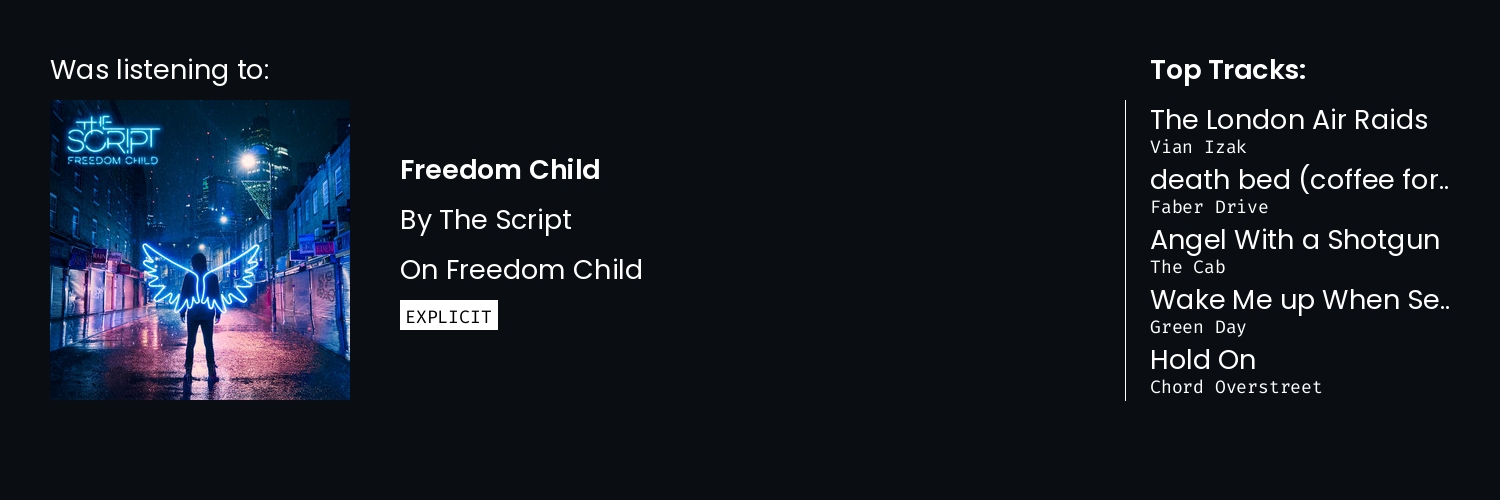 Was listening to:
THE
SCRIPT
FREEDOM CHILD
Freedom Child
By The Script
On Freedom Child
EXPLICIT
Top Tracks:
The London Air Raids
Vian Izak
death bed (coffee for..
Faber Drive
Angel With a Shotgun
The Cab
Wake Me up When Se..
Green Day
Hold On
Chord Overstreet